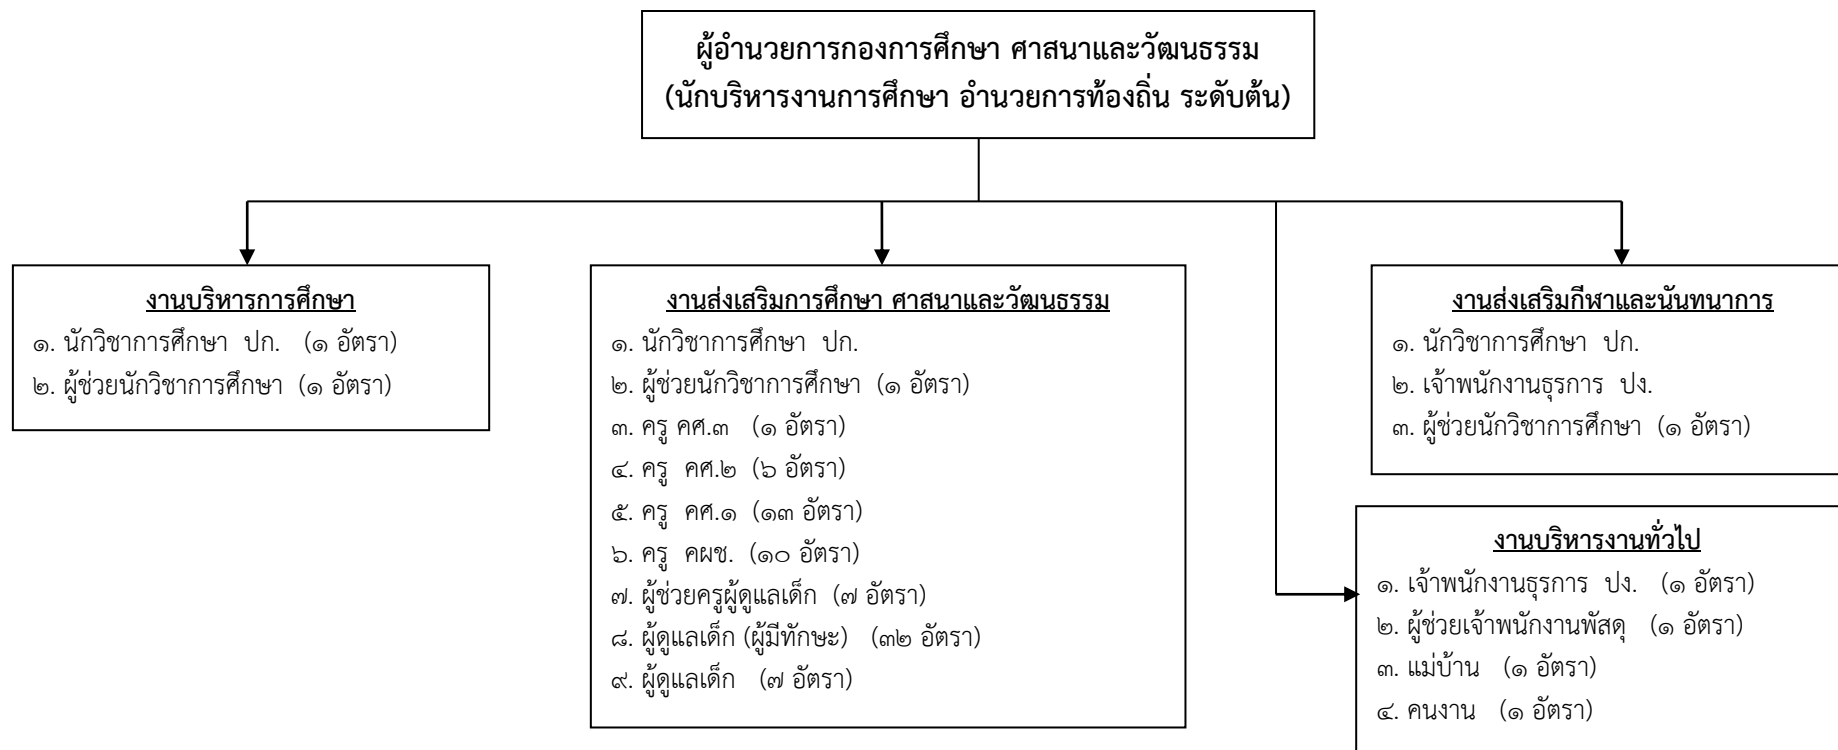 ผู้อำนวยการกองการศึกษา ศาสนาและวัฒนธรรม
(นักบริหารงานการศึกษา อำนวยการท้องถิ่น ระดับต้น)
งานบริหารการศึกษา
๑. นักวิชาการศึกษา ปก. (๑ อัตรา)
๒. ผู้ช่วยนักวิชาการศึกษา (๑ อัตรา)
งานส่งเสริมการศึกษา ศาสนาและวัฒนธรรม
๑. นักวิชาการศึกษา ปก.
๒. ผู้ช่วยนักวิชาการศึกษา (๑ อัตรา)
๓. ครู คศ.๓ (๑ อัตรา)
๔. ครู คศ.๒ (๖ อัตรา)
๕. ครู คศ.๑ (๑๓ อัตรา)
๖. ครู คผช. (๑๐ อัตรา)
๗. ผู้ช่วยครูผู้ดูแลเด็ก (๗ อัตรา)
๘. ผู้ดูแลเด็ก (ผู้มีทักษะ) (๓๒ อัตรา)
๙. ผู้ดูแลเด็ก (๗ อัตรา)
งานส่งเสริมกีฬาและนันทนาการ
๑. นักวิชาการศึกษา ปก.
๒. เจ้าพนักงานธุรการ ปง.
๓. ผู้ช่วยนักวิชาการศึกษา (๑ อัตรา)
งานบริหารงานทั่วไป
๑. เจ้าพนักงานธุรการ ปง. (๑ อัตรา)
๒. ผู้ช่วยเจ้าพนักงานพัสดุ (๑ อัตรา)
๓. แม่บ้าน (๑ อัตรา)
๔. คนงาน (๑ อัตรา)